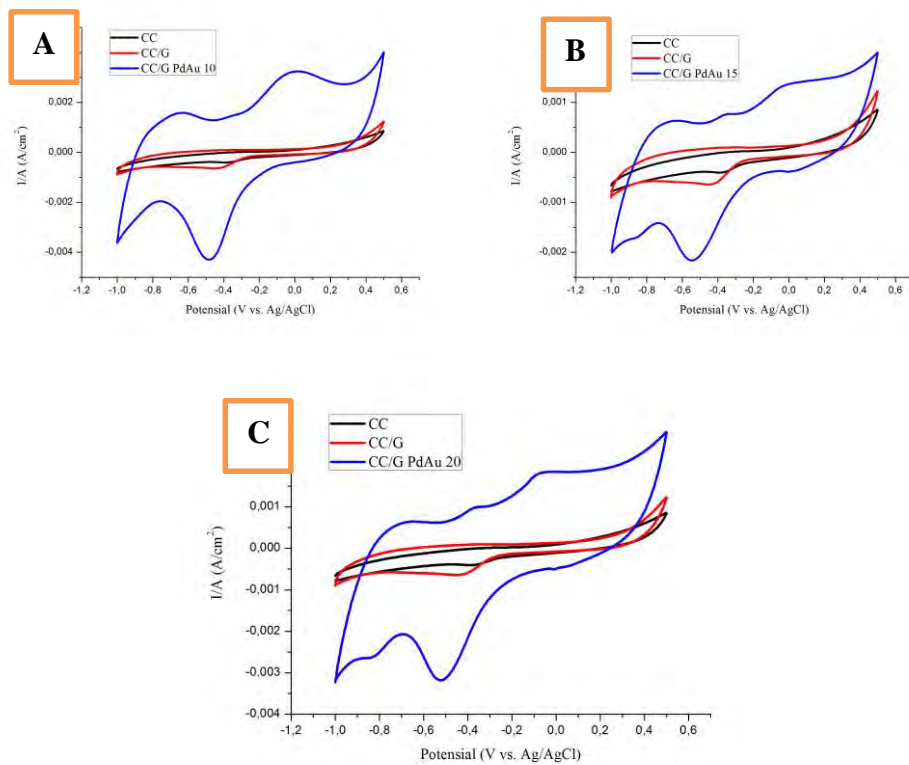 A
CC
CC/G
CC/G PdAu 10
0,002
0,000
-0,002
-0,004
I/A (A/cm²)
-1,2 -1,0 -0,8 -0,6 -0,4 -0,2 0,0 0,2 0,4 0,6
Potensial (V vs. Ag/AgCl)
B
CC
CC/G
CC/G PdAu 15
0,001
0,000
-0,001
-0,002
I/A (A/cm²)
-1,2 -1,0 -0,8 -0,6 -0,4 -0,2 0,0 0,2 0,4 0,6
Potensial (V vs. Ag/AgCl)
C
CC
CC/G
CC/G PdAu 20
0,001
0,000
-0,001
-0,002
-0,003
-0,004
I/A (A/cm²)
-1,2 -1,0 -0,8 -0,6 -0,4 -0,2 0,0 0,2 0,4 0,6
Potensial (V vs. Ag/AgCl)